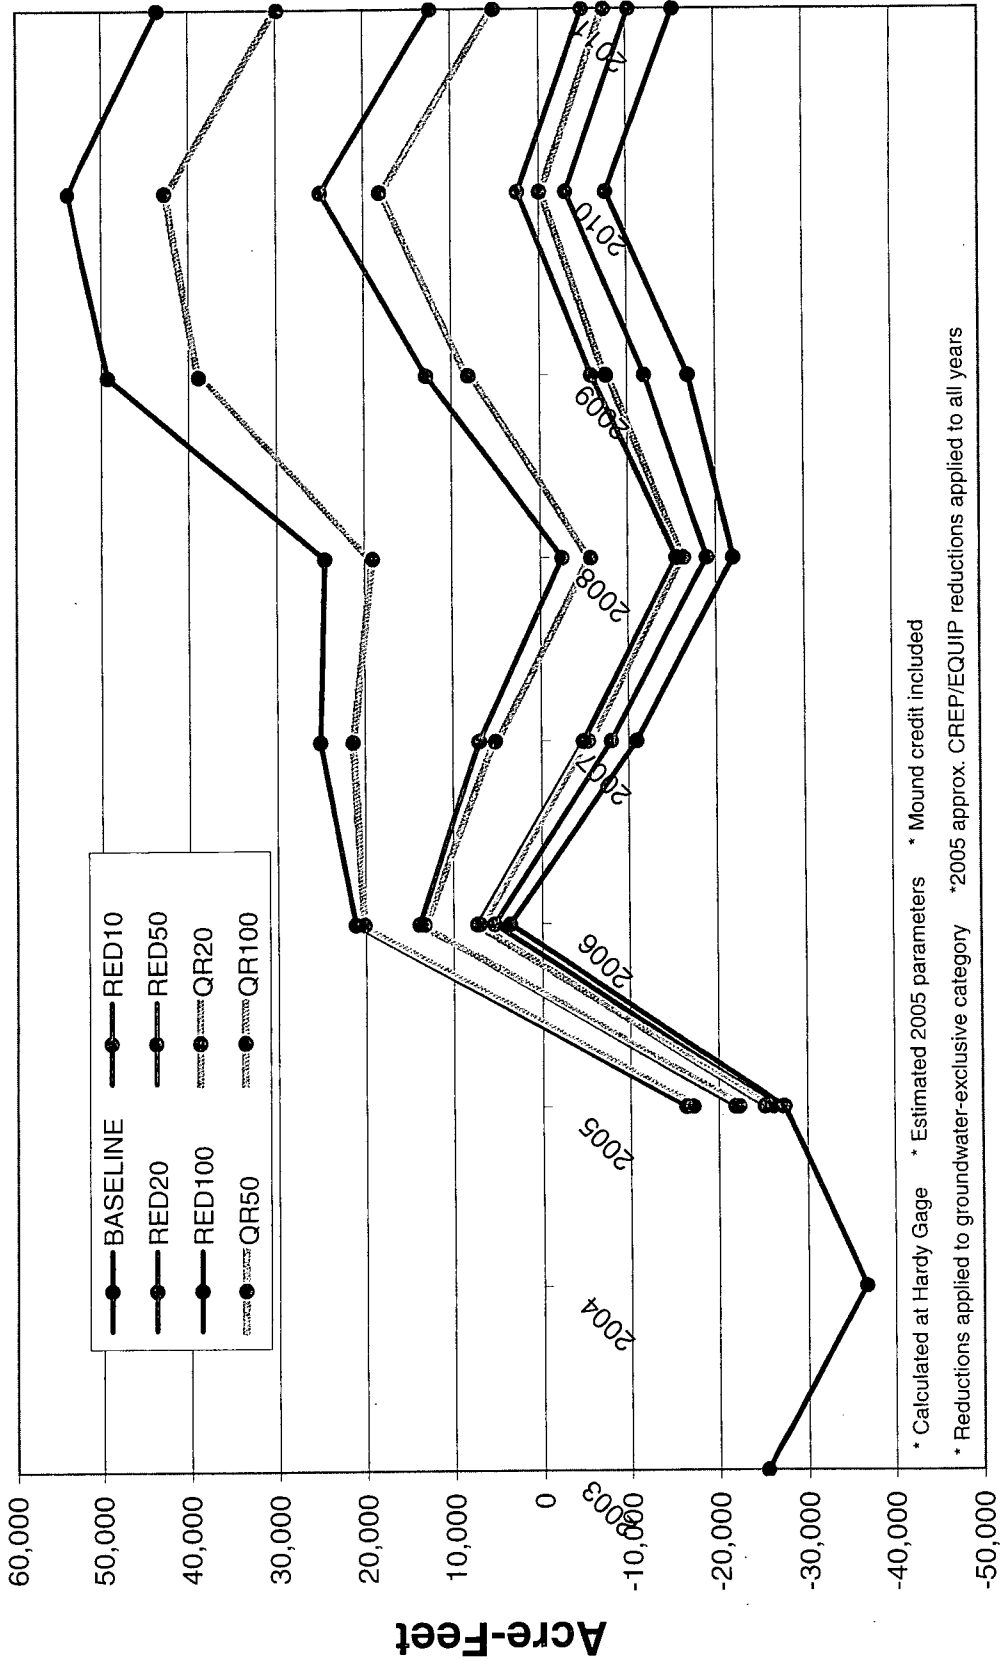 60,000
50,000
40,000
30,000
20,000
10,000
0
-10,000
-20,000
-30,000
-40,000
-50,000
Acre-Feet
BASELINE
RED10
RED20
RED50
RED100
QR20
QR50
QR100
2003
2004
2005
2006
2007
2008
2009
2010
2011
* Calculated at Hardy Gage * Estimated 2005 parameters * Mound credit included
* Reductions applied to groundwater-exclusive category *2005 approx. CREP/EQUIP reductions applied to all years